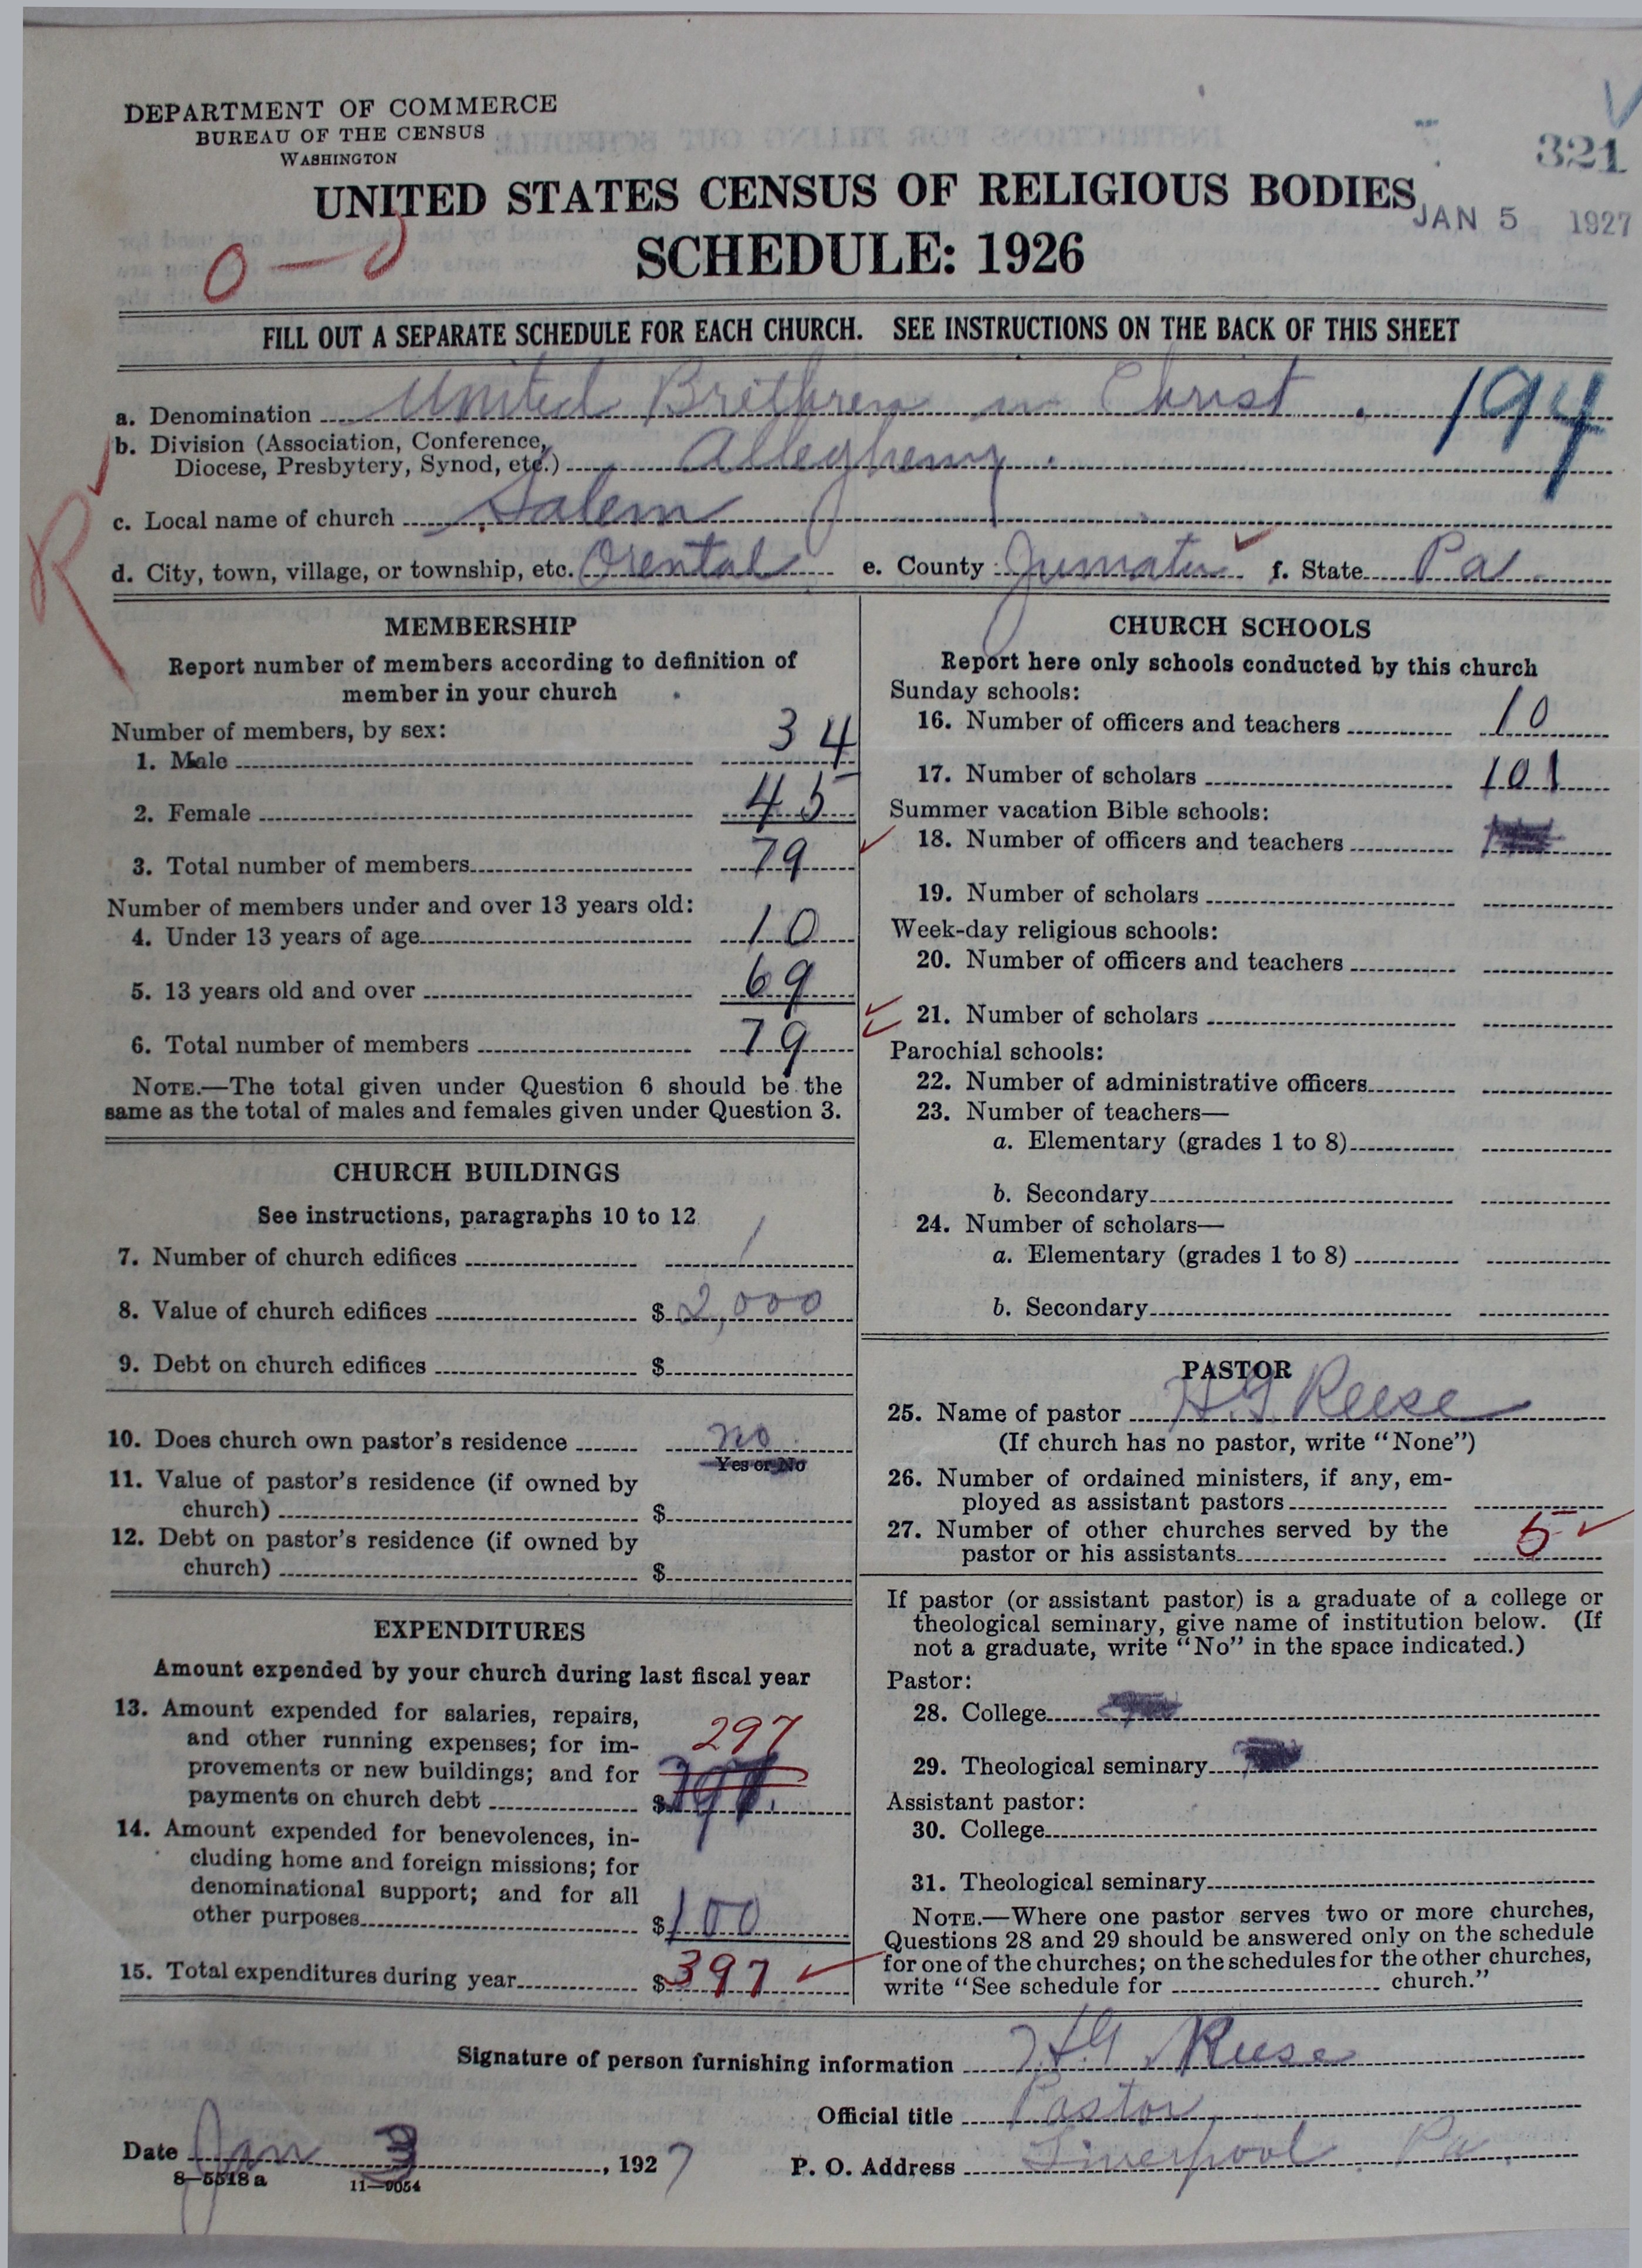 DEPARTMENT OF COMMERCE
BUREAU OF THE CENSUS
WASHINGTON
321
UNITED STATES CENSUS OF RELIGIOUS BODIES
JAN 5 1927
SCHEDULE: 1926
FILL OUT A SEPARATE SCHEDULE FOR EACH CHURCH. SEE INSTRUCTIONS ON THE BACK OF THIS SHEET
a. Denomination United Brethren in Christ. 194
b. Division (Association, Conference,
Diocese, Presbytery, Synod, etc.) Allegheny.
c. Local name of church Salem
R
d. City, town, village, or township, etc. Orental e. County f. State Pa
MEMBERSHIP
Report number of members according to definition of
member in your church
Number of members, by sex:
1. Male 34
2. Female 45
3. Total number of members 79
Number of members under and over 13 years old:
4. Under 13 years of age 10
5. 13 years old and over 69
6. Total number of members 79
NOTE.—The total given under Question 6 should be the
same as the total of males and females given under Question 3.
CHURCH BUILDINGS
See instructions, paragraphs 10 to 12
7. Number of church edifices 1
8. Value of church edifices $ 2,000
9. Debt on church edifices $
10. Does church own pastor's residence no
Yes or No
11. Value of pastor's residence (if owned by
church) $
12. Debt on pastor's residence (if owned by
church) $
EXPENDITURES
Amount expended by your church during last fiscal year
13. Amount expended for salaries, repairs,
and other running expenses; for im- 297
provements or new buildings; and for
payments on church debt $
14. Amount expended for benevolences, in-
cluding home and foreign missions; for
denominational support; and for all
other purposes $100
15. Total expenditures during year $397
CHURCH SCHOOLS
Report here only schools conducted by this church
Sunday schools:
16. Number of officers and teachers 10
17. Number of scholars 101
Summer vacation Bible schools:
18. Number of officers and teachers
19. Number of scholars
Week-day religious schools:
20. Number of officers and teachers
21. Number of scholars
Parochial schools:
22. Number of administrative officers
23. Number of teachers—
a. Elementary (grades 1 to 8)
b. Secondary
24. Number of scholars—
a. Elementary (grades 1 to 8)
b. Secondary
PASTOR
25. Name of pastor H.G. Reese
(If church has no pastor, write "None")
26. Number of ordained ministers, if any, em-
ployed as assistant pastors
27. Number of other churches served by the
pastor or his assistants 5
If pastor (or assistant pastor) is a graduate of a college or
theological seminary, give name of institution below. (If
not a graduate, write "No" in the space indicated.)
Pastor:
28. College
29. Theological seminary
Assistant pastor:
30. College
31. Theological seminary
NOTE.—Where one pastor serves two or more churches,
Questions 28 and 29 should be answered only on the schedule
for one of the churches; on the schedules for the other churches,
write "See schedule for church."
Signature of person furnishing information H.G. Reese
Official title Pastor
Date Jan 3, 1927 P. O. Address Liverpool Pa.
8—5518a 11—9054